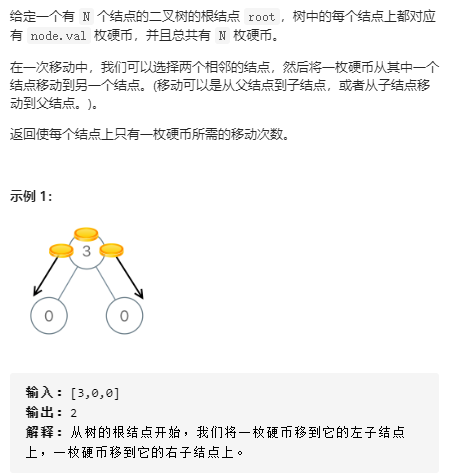 给定一个有 N 个结点的二叉树的根结点 root，树中的每个结点上都对应
有 node.val 枚硬币，并且总共有 N 枚硬币。
在一次移动中，我们可以选择两个相邻的结点，然后将一枚硬币从其中一个
结点移动到另一个结点。(移动可以是从父结点到子结点，或者从子结点移
动到父结点。)。
返回使每个结点上只有一枚硬币所需的移动次数。
示例 1：
3
0
0
输入：[3,0,0]
输出：2
解释：从树的根结点开始，我们将一枚硬币移到它的左子结点
上，一枚硬币移到它的右子结点上。